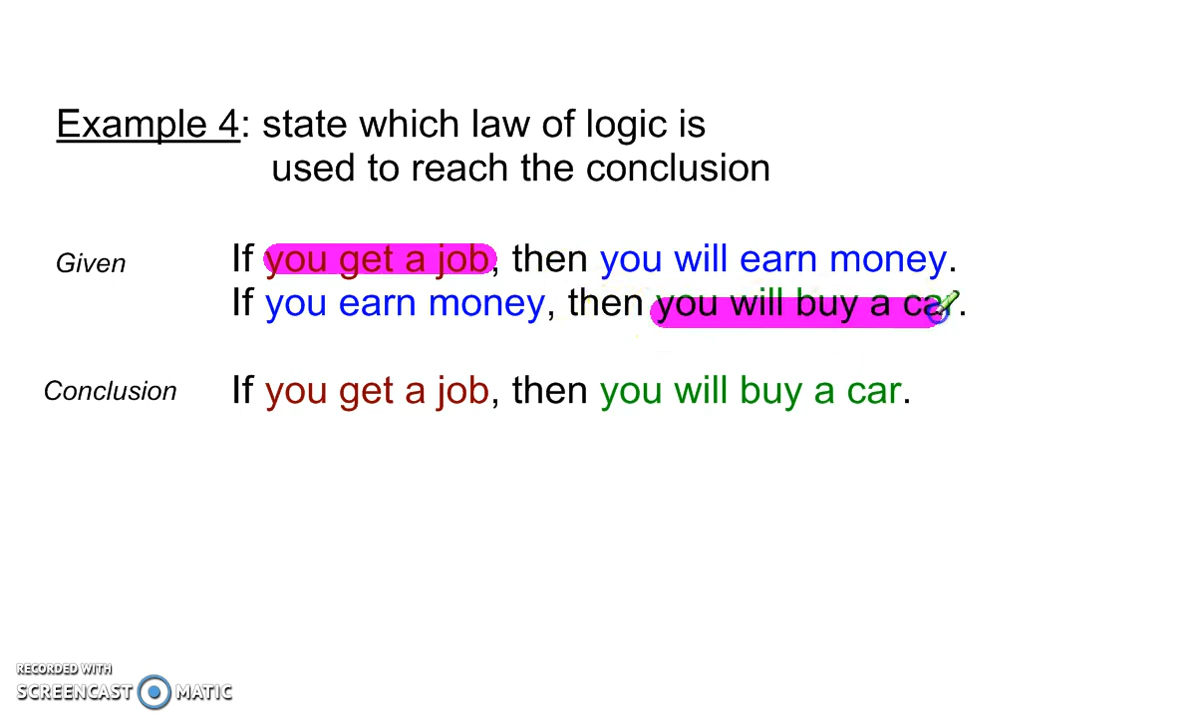 Example 4: state which law of logic is
used to reach the conclusion
Given If you get a job, then you will earn money.
If you earn money, then you will buy a car.
Conclusion If you get a job, then you will buy a car.
RECORDED WITH
SCREENCAST MATIC